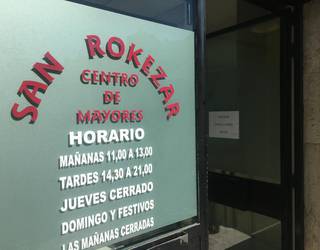 SAN ROKEZAR
CENTRO
DE
MAYORES
HORARIO
MAÑANAS 11,00 A 13,00
TARDES 14,30 A 21,00
JUEVES CERRADO
DOMINGO Y FESTIVOS
LAS MAÑANAS CERRADAS